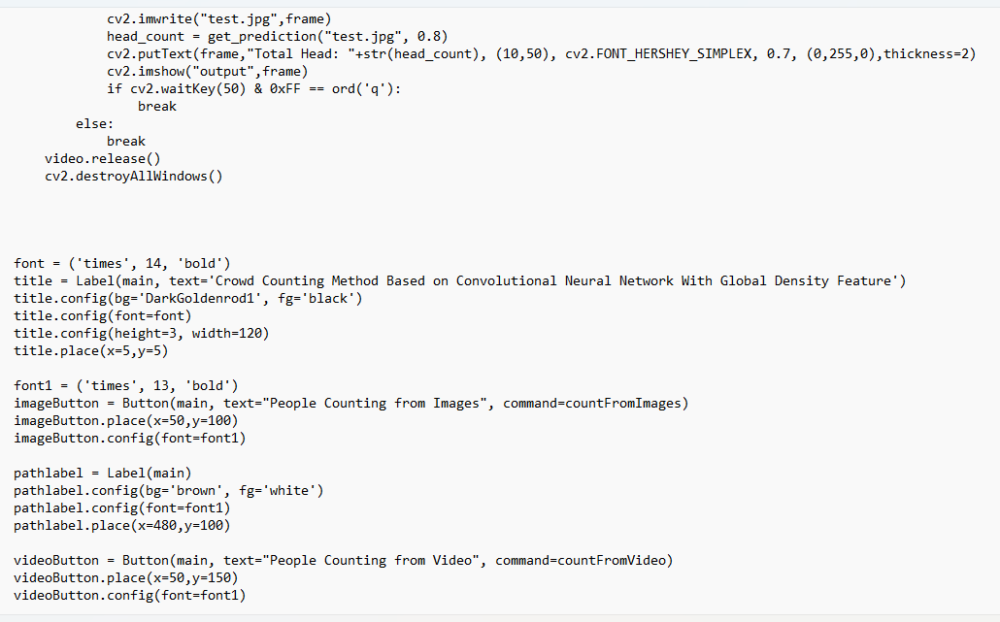 cv2.imwrite("test.jpg",frame)
            head_count = get_prediction("test.jpg", 0.8)
            cv2.putText(frame,"Total Head: "+str(head_count), (10,50), cv2.FONT_HERSHEY_SIMPLEX, 0.7, (0,255,0),thickness=2)
            cv2.imshow("output",frame)
            if cv2.waitKey(50) & 0xFF == ord('q'):
                break
        else:
            break
    video.release()
    cv2.destroyAllWindows()

font = ('times', 14, 'bold')
title = Label(main, text='Crowd Counting Method Based on Convolutional Neural Network With Global Density Feature')
title.config(bg='DarkGoldenrod1', fg='black')
title.config(font=font)
title.config(height=3, width=120)
title.place(x=5,y=5)

font1 = ('times', 13, 'bold')
imageButton = Button(main, text="People Counting from Images", command=countFromImages)
imageButton.place(x=50,y=100)
imageButton.config(font=font1)

pathlabel = Label(main)
pathlabel.config(bg='brown', fg='white')
pathlabel.config(font=font1)
pathlabel.place(x=480,y=100)

videoButton = Button(main, text="People Counting from Video", command=countFromVideo)
videoButton.place(x=50,y=150)
videoButton.config(font=font1)